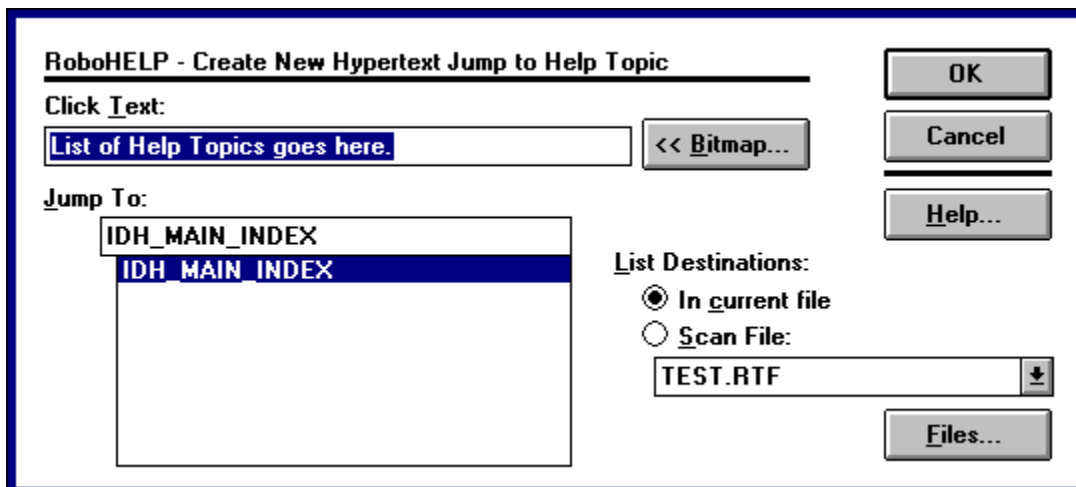 RoboHELP - Create New Hypertext Jump to Help Topic
OK
Click Text:
List of Help Topics goes here.
<< Bitmap...
Cancel
Jump To:
Help...
IDH_MAIN_INDEX
IDH_MAIN_INDEX
List Destinations:
In current file
Scan File:
TEST.RTF
Files...